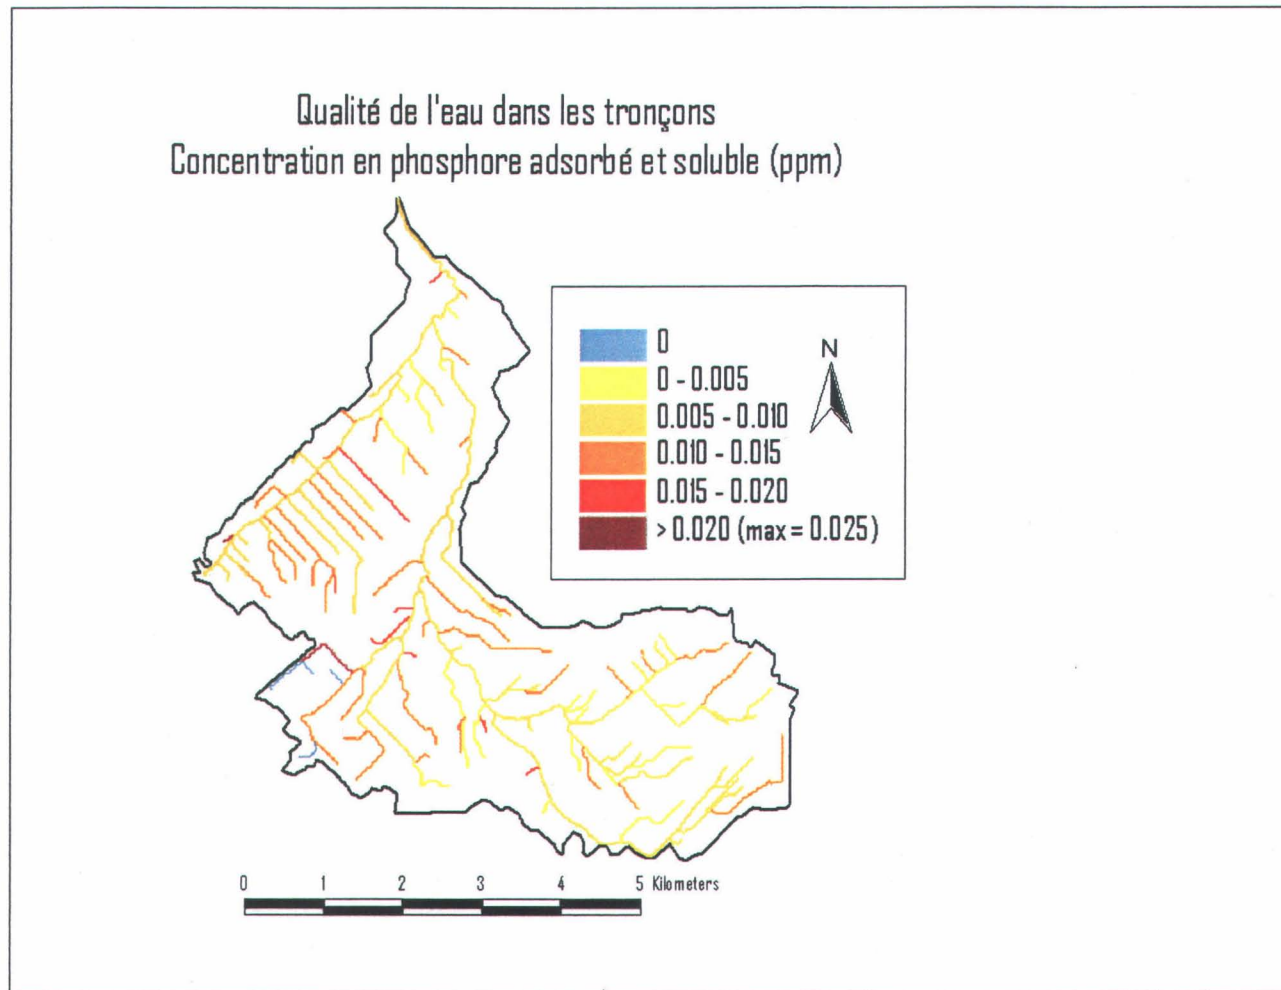 Qualité de l'eau dans les tronçons
Concentration en phosphore adsorbé et soluble (ppm)
0
0 - 0.005
0.005 - 0.010
0.010 - 0.015
0.015 - 0.020
> 0.020 (max = 0.025)
N
0 1 2 3 4 5 Kilometers